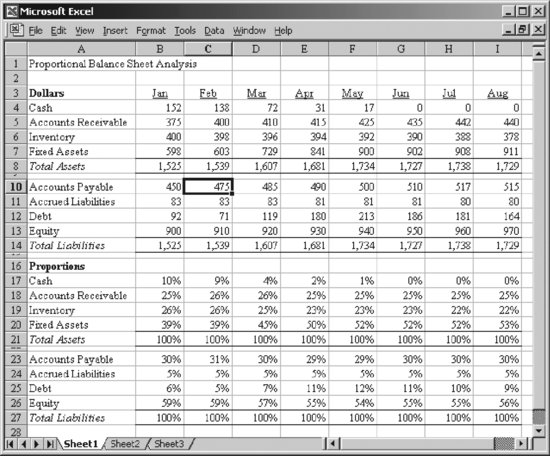 Microsoft Excel
File Edit View Insert Format Tools Data Window Help
A B C D E F G H I
1 Proportional Balance Sheet Analysis
2
3 Dollars Jan Feb Mar Apr May Jun Jul Aug
4 Cash 152 138 72 31 17 0 0 0
5 Accounts Receivable 375 400 410 415 425 435 442 440
6 Inventory 400 398 396 394 392 390 388 378
7 Fixed Assets 598 603 729 841 900 902 908 911
8 Total Assets 1,525 1,539 1,607 1,681 1,734 1,727 1,738 1,729
10 Accounts Payable 450 475 485 490 500 510 517 515
11 Accrued Liabilities 83 83 83 81 81 81 80 80
12 Debt 92 71 119 180 213 186 181 164
13 Equity 900 910 920 930 940 950 960 970
14 Total Liabilities 1,525 1,539 1,607 1,681 1,734 1,727 1,738 1,729
16 Proportions
17 Cash 10% 9% 4% 2% 1% 0% 0% 0%
18 Accounts Receivable 25% 26% 26% 25% 25% 25% 25% 25%
19 Inventory 26% 26% 25% 23% 23% 23% 22% 22%
20 Fixed Assets 39% 39% 45% 50% 52% 52% 52% 53%
21 Total Assets 100% 100% 100% 100% 100% 100% 100% 100%
23 Accounts Payable 30% 31% 30% 29% 29% 30% 30% 30%
24 Accrued Liabilities 5% 5% 5% 5% 5% 5% 5% 5%
25 Debt 6% 5% 7% 11% 12% 11% 10% 9%
26 Equity 59% 59% 57% 55% 54% 55% 55% 56%
27 Total Liabilities 100% 100% 100% 100% 100% 100% 100% 100%
28
Sheet1 Sheet2 Sheet3